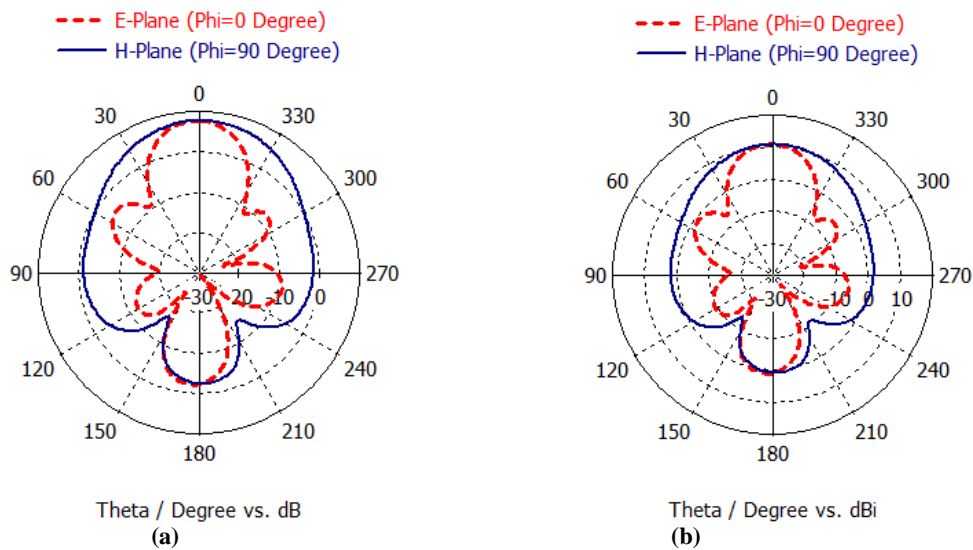 E-Plane (Phi=0 Degree)
H-Plane (Phi=90 Degree)
0
30
330
60
300
90
270
-30 -20 -10 0
120
240
150
210
180
Theta / Degree vs. dB
(a)
E-Plane (Phi=0 Degree)
H-Plane (Phi=90 Degree)
0
30
330
60
300
90
270
-30 -10 0 10
120
240
150
210
180
Theta / Degree vs. dBi
(b)